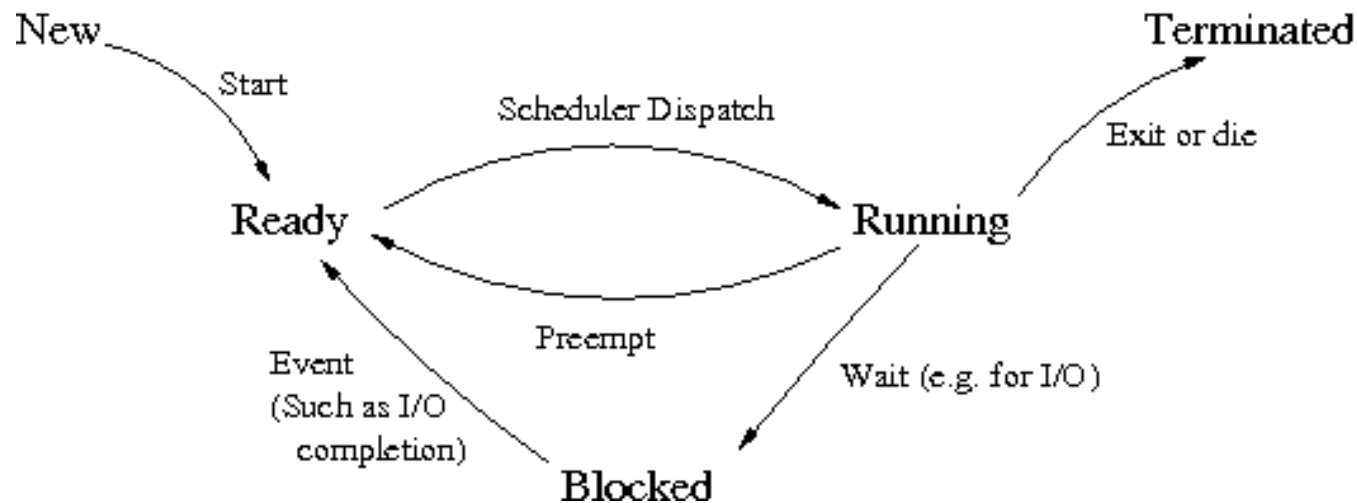 New
Terminated
Start
Scheduler Dispatch
Exit or die
Ready
Running
Preempt
Event
(Such as I/O
completion)
Wait (e.g. for I/O)
Blocked